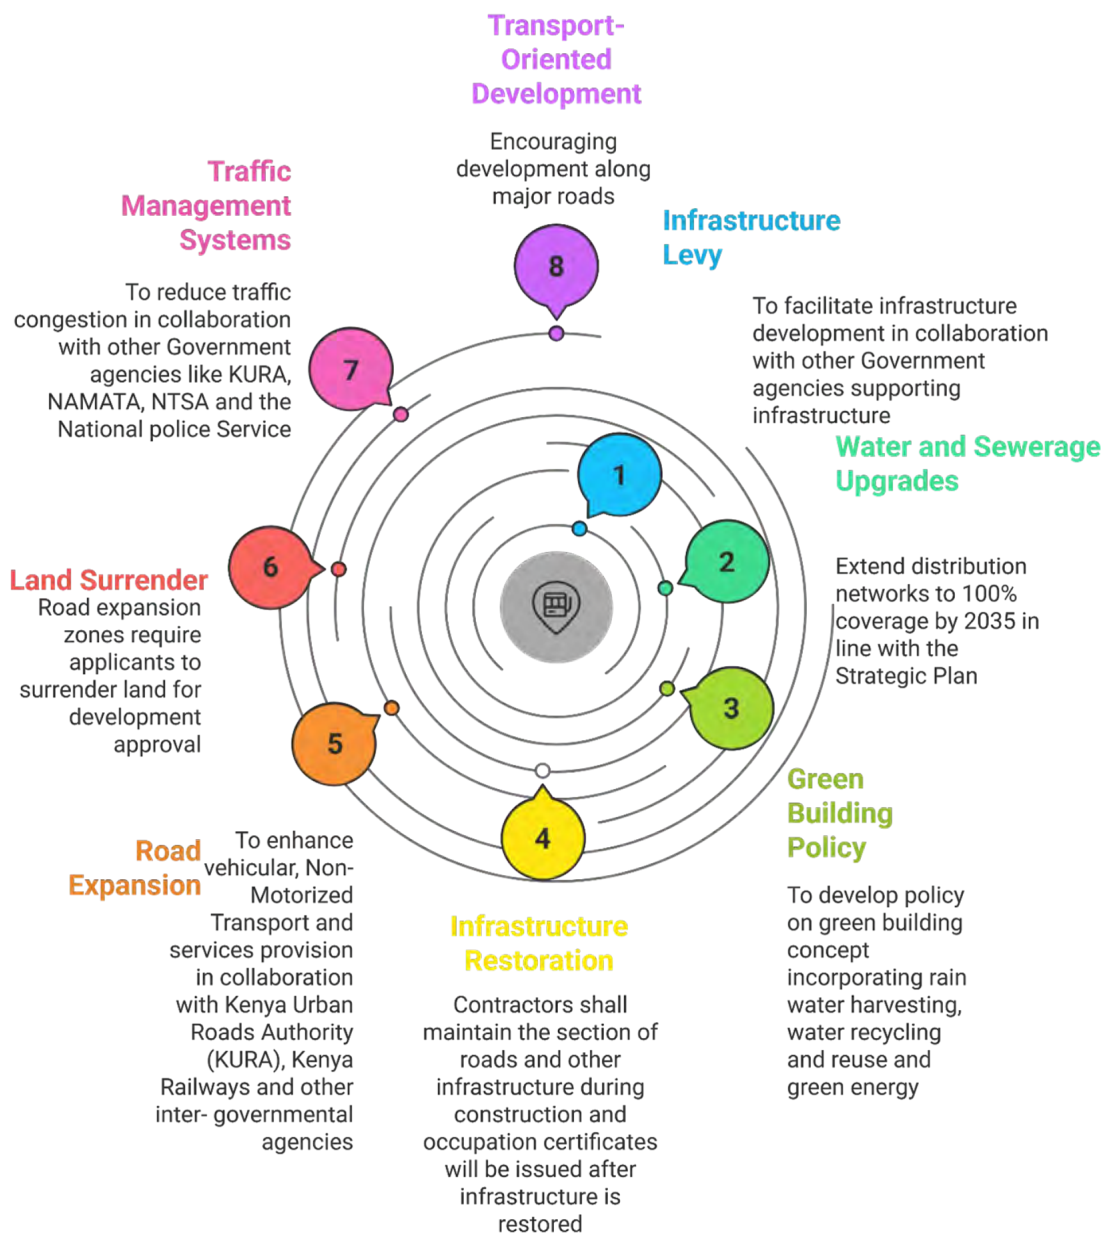 Transport-
Oriented
Development
Encouraging
development along
major roads
8
Infrastructure
Levy
To facilitate infrastructure
development in collaboration
with other Government
agencies supporting
infrastructure
1
Water and Sewerage
Upgrades
Extend distribution
networks to 100%
coverage by 2035 in
line with the
Strategic Plan
2
Green
Building
Policy
To develop policy
on green building
concept
incorporating rain
water harvesting,
water recycling
and reuse and
green energy
3
4
Infrastructure
Restoration
Contractors shall
maintain the section of
roads and other
infrastructure during
construction and
occupation certificates
will be issued after
infrastructure is
restored
5
Road
Expansion
To enhance
vehicular, Non-
Motorized
Transport and
services provision
in collaboration
with Kenya Urban
Roads Authority
(KURA), Kenya
Railways and other
inter- governmental
agencies
6
Land Surrender
Road expansion
zones require
applicants to
surrender land for
development
approval
7
Traffic
Management
Systems
To reduce traffic
congestion in collaboration
with other Government
agencies like KURA,
NAMATA, NTSA and the
National police Service